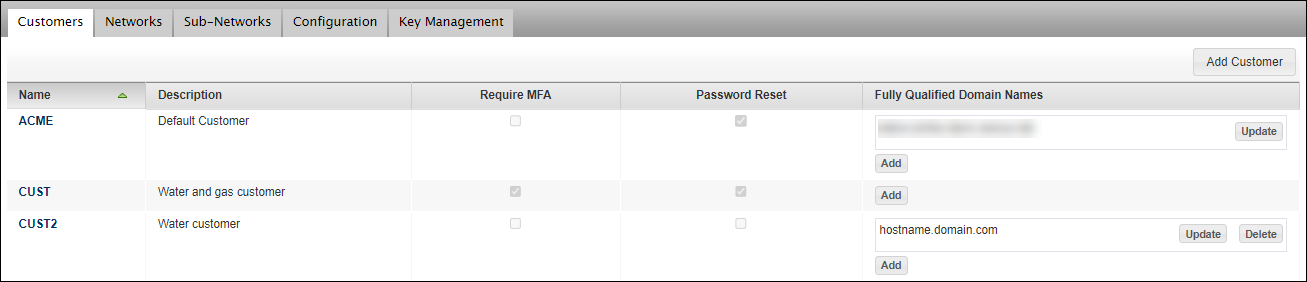 Customers Networks Sub-Networks Configuration Key Management
Add Customer
Name Description Require MFA Password Reset Fully Qualified Domain Names
ACME Default Customer Update
Add
CUST Water and gas customer Add
CUST2 Water customer hostname.domain.com Update Delete
Add